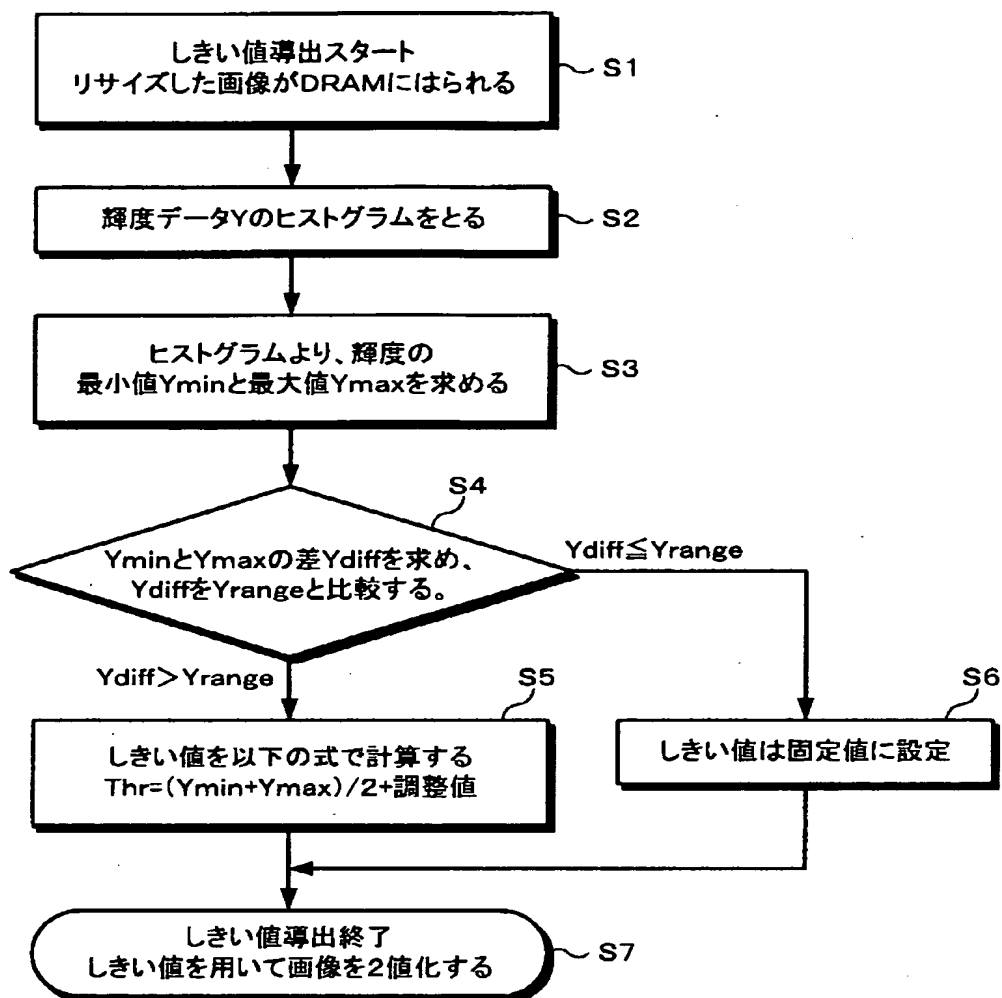 しきい値導出スタート
リサイズした画像がDRAMにはられる
S1
輝度データYのヒストグラムをとる
S2
ヒストグラムより、輝度の
最小値Yminと最大値Ymaxを求める
S3
S4
YminとYmaxの差Ydiffを求め、
YdiffをYrangeと比較する。
Ydiff≦Yrange
Ydiff＞Yrange
S5
しきい値を以下の式で計算する
Thr=(Ymin+Ymax)/2+調整値
S6
しきい値は固定値に設定
しきい値導出終了
しきい値を用いて画像を2値化する
S7